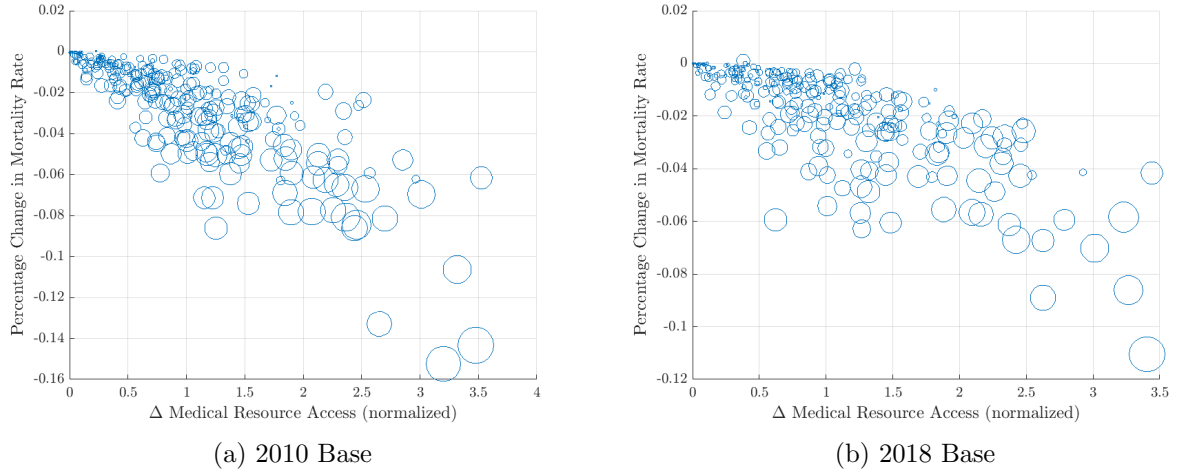 0.02
0
-0.02
-0.04
-0.06
-0.08
-0.1
-0.12
-0.14
-0.16
Percentage Change in Mortality Rate
0 0.5 1 1.5 2 2.5 3 3.5 4
Δ Medical Resource Access (normalized)
(a) 2010 Base
0.02
0
-0.02
-0.04
-0.06
-0.08
-0.1
-0.12
Percentage Change in Mortality Rate
0 0.5 1 1.5 2 2.5 3 3.5
Δ Medical Resource Access (normalized)
(b) 2018 Base